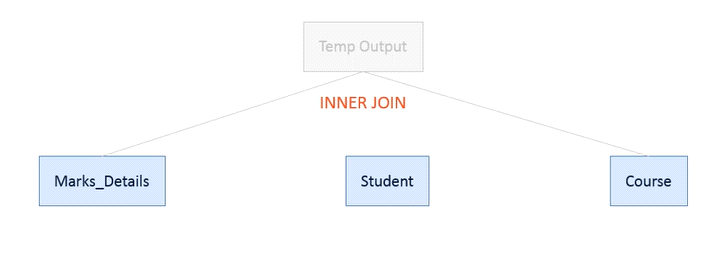 Temp Output
INNER JOIN
Marks_Details
Student
Course